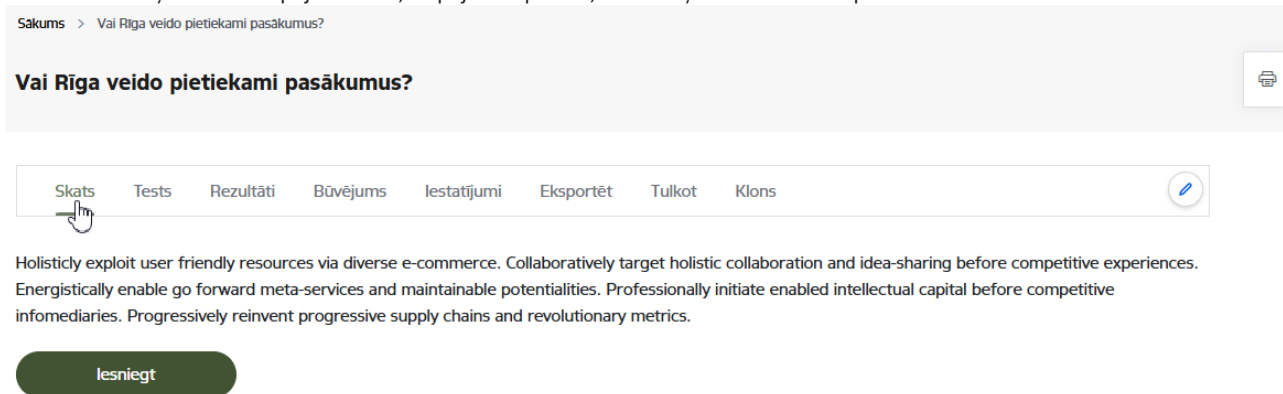 Sākums > Vai Rīga veido pietiekami pasākumus?
Vai Rīga veido pietiekami pasākumus?
Skats Tests Rezultāti Būvējums Iestatījumi Eksportēt Tulkot Klons
Holisticly exploit user friendly resources via diverse e-commerce. Collaboratively target holistic collaboration and idea-sharing before competitive experiences.
Energistically enable go forward meta-services and maintainable potentialities. Professionally initiate enabled intellectual capital before competitive
infomediaries. Progressively reinvent progressive supply chains and revolutionary metrics.
Iesniegt